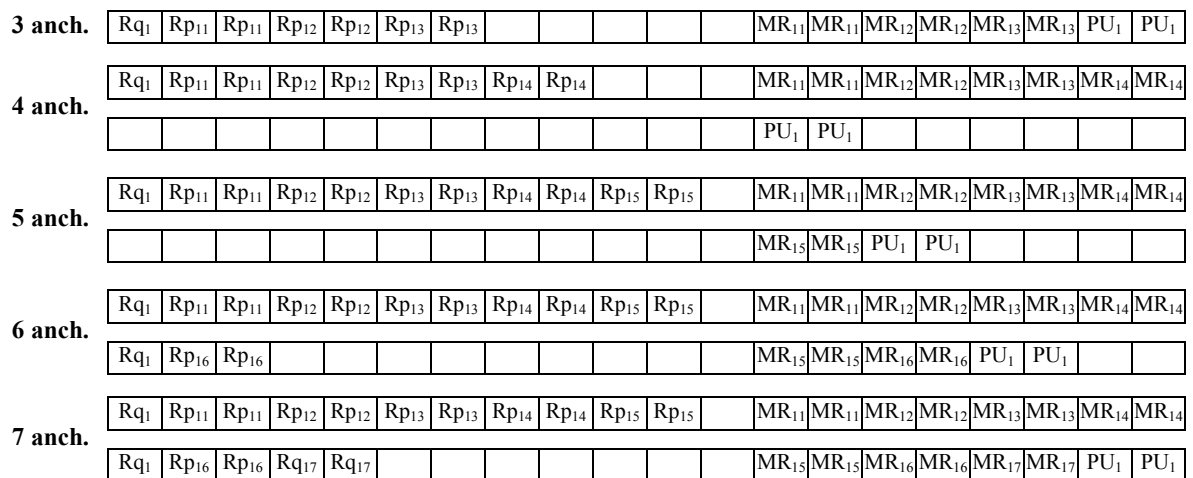 3 anch. Rq₁ Rp₁₁ Rp₁₁ Rp₁₂ Rp₁₂ Rp₁₃ Rp₁₃ MR₁₁ MR₁₁ MR₁₂ MR₁₂ MR₁₃ MR₁₃ PU₁ PU₁
Rq₁ Rp₁₁ Rp₁₁ Rp₁₂ Rp₁₂ Rp₁₃ Rp₁₃ Rp₁₄ Rp₁₄ MR₁₁ MR₁₁ MR₁₂ MR₁₂ MR₁₃ MR₁₃ MR₁₄ MR₁₄
4 anch.
PU₁ PU₁
Rq₁ Rp₁₁ Rp₁₁ Rp₁₂ Rp₁₂ Rp₁₃ Rp₁₃ Rp₁₄ Rp₁₄ Rp₁₅ Rp₁₅ MR₁₁ MR₁₁ MR₁₂ MR₁₂ MR₁₃ MR₁₃ MR₁₄ MR₁₄
5 anch.
MR₁₅ MR₁₅ PU₁ PU₁
Rq₁ Rp₁₁ Rp₁₁ Rp₁₂ Rp₁₂ Rp₁₃ Rp₁₃ Rp₁₄ Rp₁₄ Rp₁₅ Rp₁₅ MR₁₁ MR₁₁ MR₁₂ MR₁₂ MR₁₃ MR₁₃ MR₁₄ MR₁₄
6 anch.
Rq₁ Rp₁₆ Rp₁₆ MR₁₅ MR₁₅ MR₁₆ MR₁₆ PU₁ PU₁
Rq₁ Rp₁₁ Rp₁₁ Rp₁₂ Rp₁₂ Rp₁₃ Rp₁₃ Rp₁₄ Rp₁₄ Rp₁₅ Rp₁₅ MR₁₁ MR₁₁ MR₁₂ MR₁₂ MR₁₃ MR₁₃ MR₁₄ MR₁₄
7 anch.
Rq₁ Rp₁₆ Rp₁₆ Rq₁₇ Rq₁₇ MR₁₅ MR₁₅ MR₁₆ MR₁₆ MR₁₇ MR₁₇ PU₁ PU₁